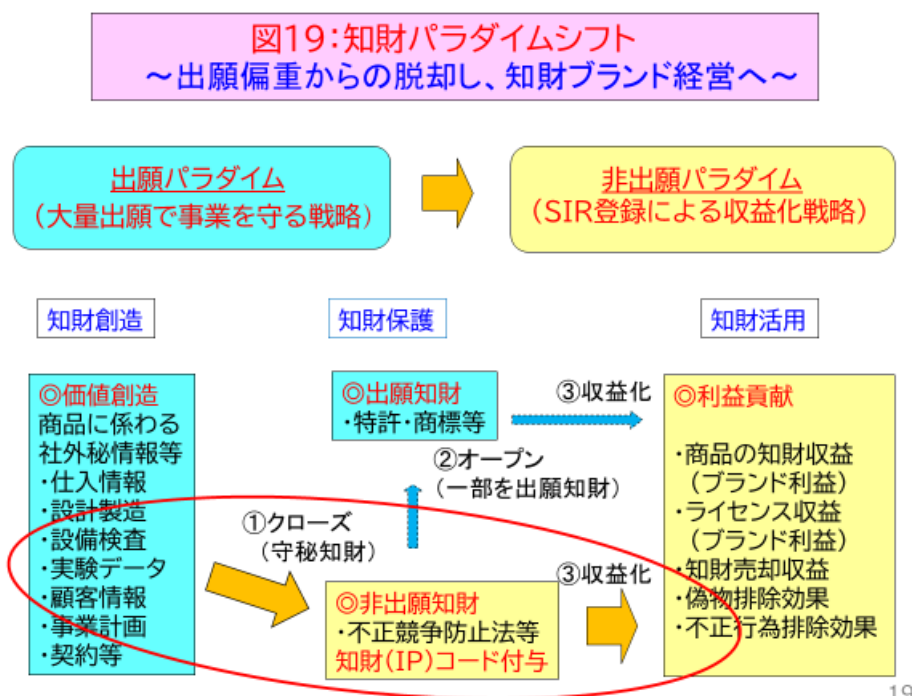 図19:知財パラダイムシフト
～出願偏重からの脱却し、知財ブランド経営へ～
出願パラダイム
（大量出願で事業を守る戦略）
非出願パラダイム
（SIR登録による収益化戦略）
知財創造
知財保護
知財活用
◎価値創造
商品に係わる
社外秘情報等
・仕入情報
・設計製造
・設備検査
・実験データ
・顧客情報
・事業計画
・契約等
①クローズ
（守秘知財）
◎出願知財
・特許・商標等
②オープン
（一部を出願知財）
◎非出願知財
・不正競争防止法等
知財(IP)コード付与
③収益化
③収益化
◎利益貢献
・商品の知財収益
（ブランド利益）
・ライセンス収益
（ブランド利益）
・知財売却収益
・偽物排除効果
・不正行為排除効果
19